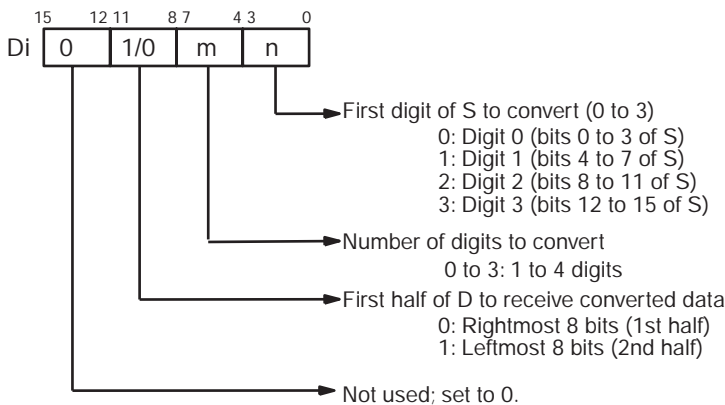 15 12 11 8 7 4 3 0
Di 0 1/0 m n
First digit of S to convert (0 to 3)
0: Digit 0 (bits 0 to 3 of S)
1: Digit 1 (bits 4 to 7 of S)
2: Digit 2 (bits 8 to 11 of S)
3: Digit 3 (bits 12 to 15 of S)
Number of digits to convert
0 to 3: 1 to 4 digits
First half of D to receive converted data
0: Rightmost 8 bits (1st half)
1: Leftmost 8 bits (2nd half)
Not used; set to 0.